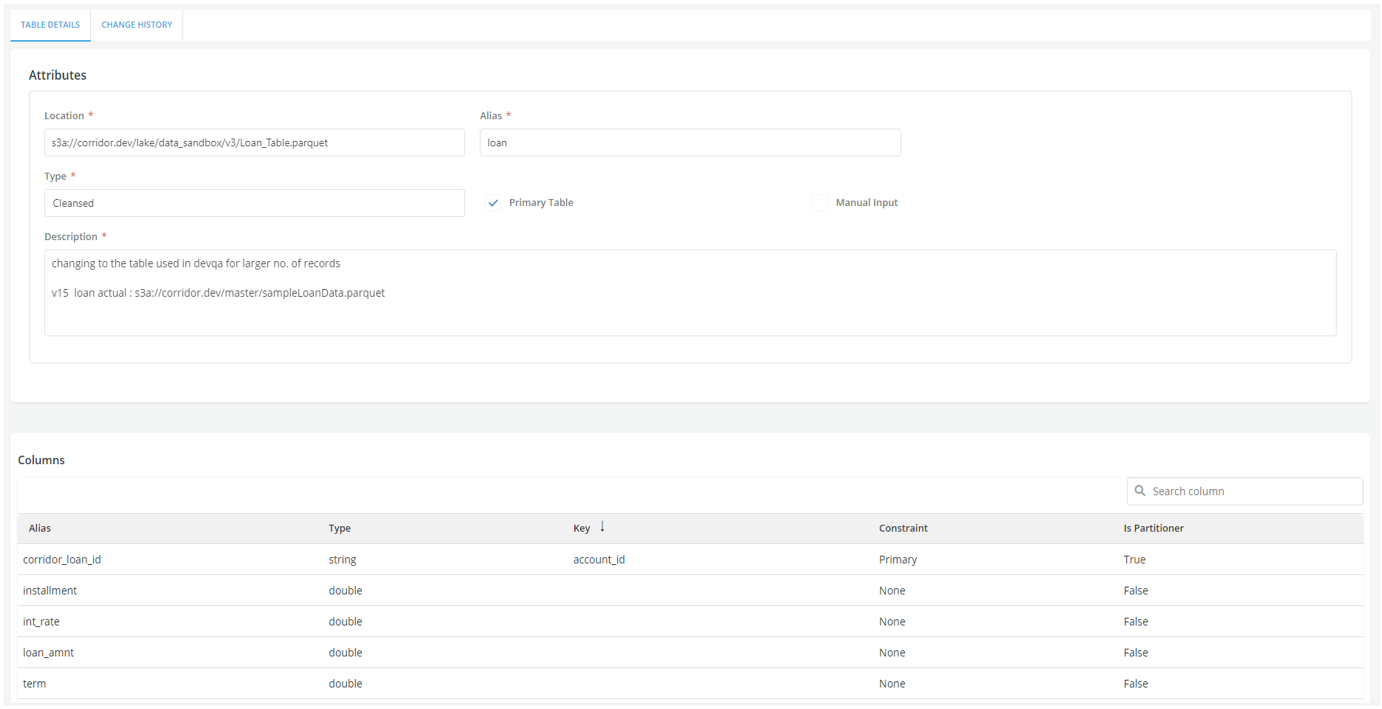 TABLE DETAILS CHANGE HISTORY
Attributes
Location * Alias *
s3a://corridor.dev/lake/data_sandbox/v3/Loan_Table.parquet loan
Type *
Cleansed Primary Table Manual Input
Description *
changing to the table used in devqa for larger no. of records
v15 loan actual : s3a://corridor.dev/master/sampleLoanData.parquet
Columns
Search column
Alias Type Key ↓ Constraint Is Partitioner
corridor_loan_id string account_id Primary True
installment double None False
int_rate double None False
loan_amnt double None False
term double None False